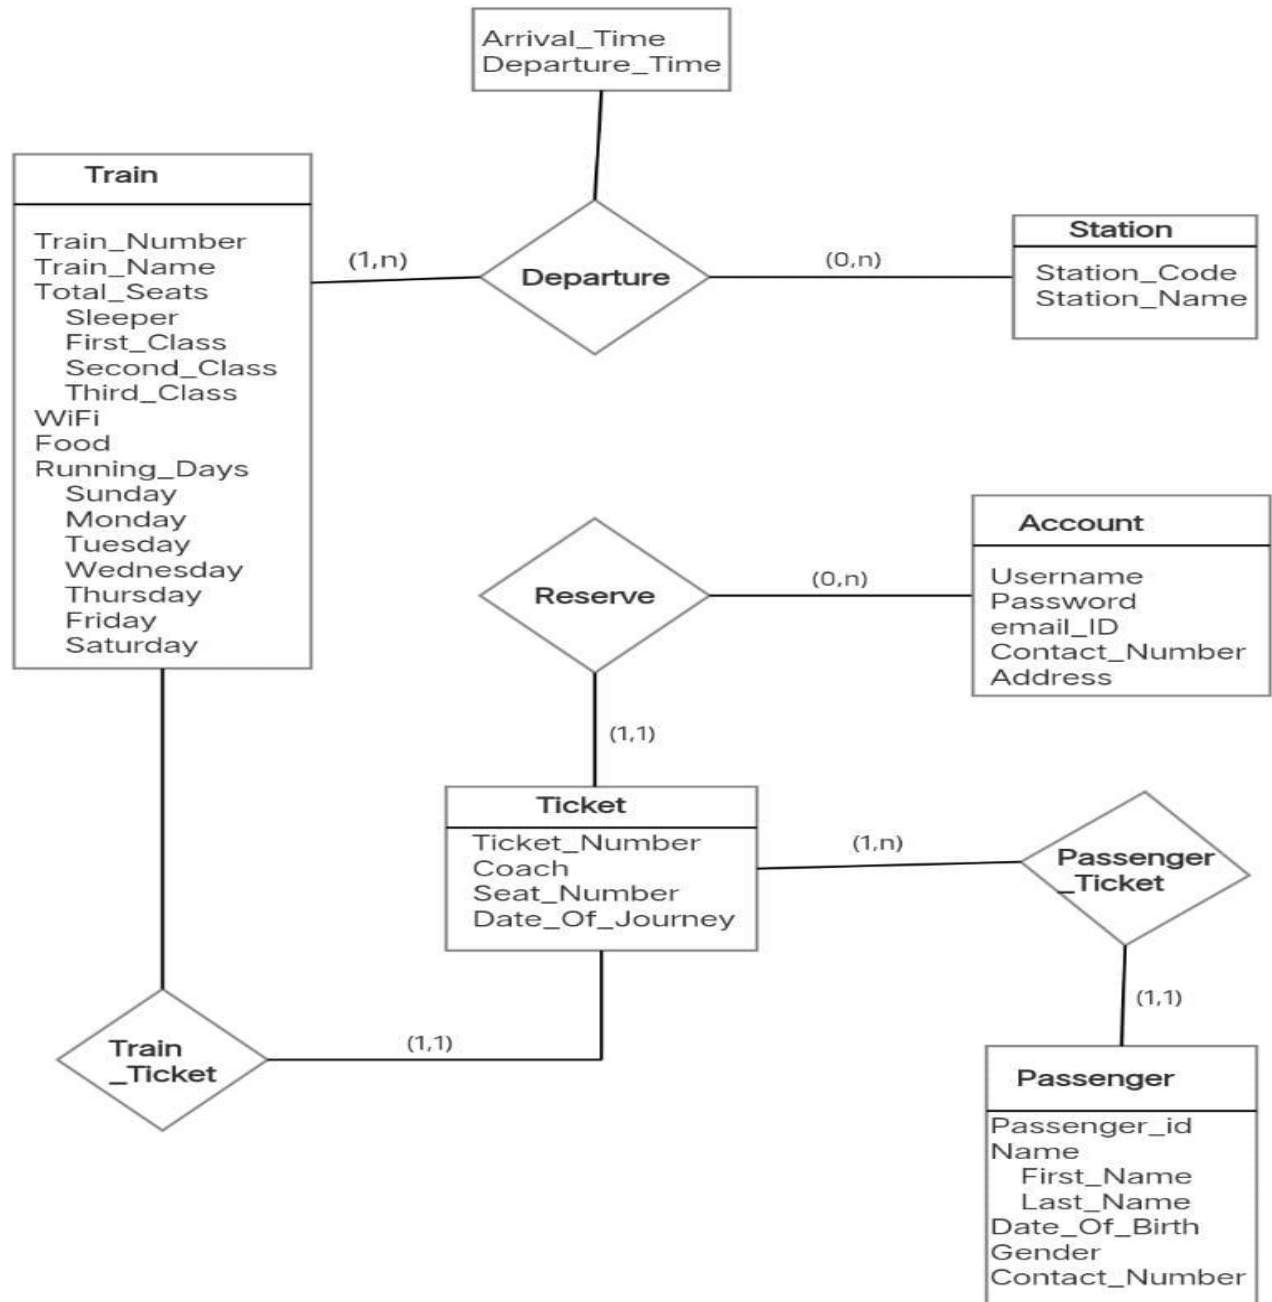 Arrival_Time
Departure_Time
Train
Train_Number
Train_Name
Total_Seats
Sleeper
First_Class
Second_Class
Third_Class
WiFi
Food
Running_Days
Sunday
Monday
Tuesday
Wednesday
Thursday
Friday
Saturday
(1,n)
Departure
(0,n)
Station
Station_Code
Station_Name
Reserve
(0,n)
Account
Username
Password
email_ID
Contact_Number
Address
(1,1)
Ticket
Ticket_Number
Coach
Seat_Number
Date_Of_Journey
(1,n)
Passenger
_Ticket
(1,1)
Train
_Ticket
(1,1)
Passenger
Passenger_id
Name
First_Name
Last_Name
Date_Of_Birth
Gender
Contact_Number